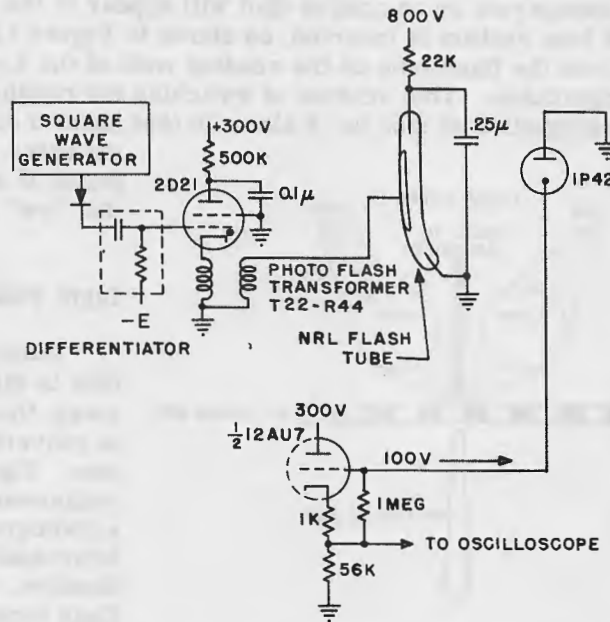 800V
22K
.25µ
SQUARE
WAVE
GENERATOR
+300V
500K
2D21
0.1µ
1P42
PHOTO FLASH
TRANSFORMER
T22-R44
-E
DIFFERENTIATOR
NRL FLASH
TUBE
300V
½12AU7
100V
1K
1MEG
TO OSCILLOSCOPE
56K